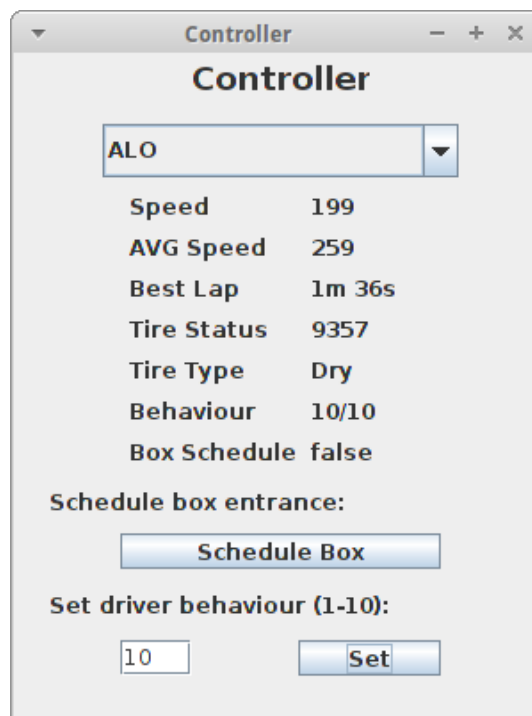 Controller
Controller
ALO
Speed 199
AVG Speed 259
Best Lap 1m 36s
Tire Status 9357
Tire Type Dry
Behaviour 10/10
Box Schedule false
Schedule box entrance:
Schedule Box
Set driver behaviour (1-10):
10 Set